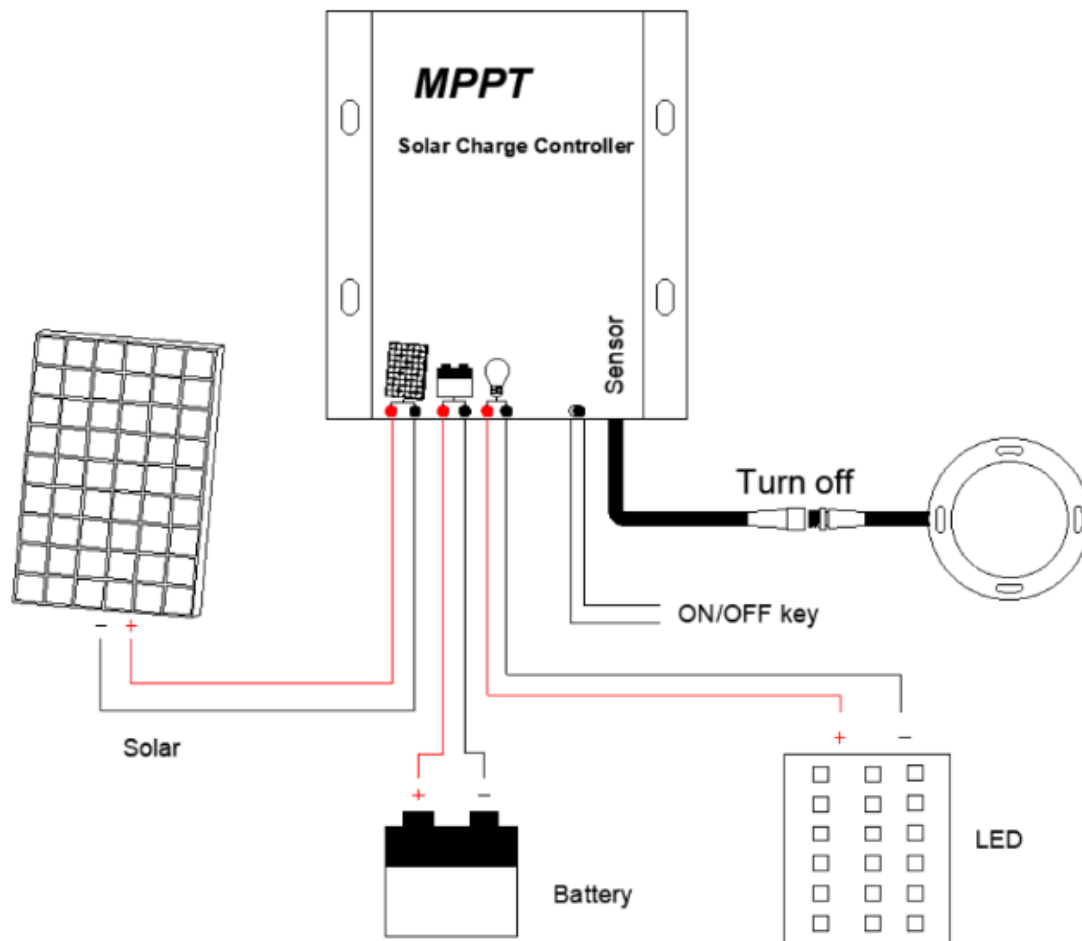 MPPT
Solar Charge Controller
Sensor
Turn off
ON/OFF key
− +
Solar
+ −
+ −
LED
Battery